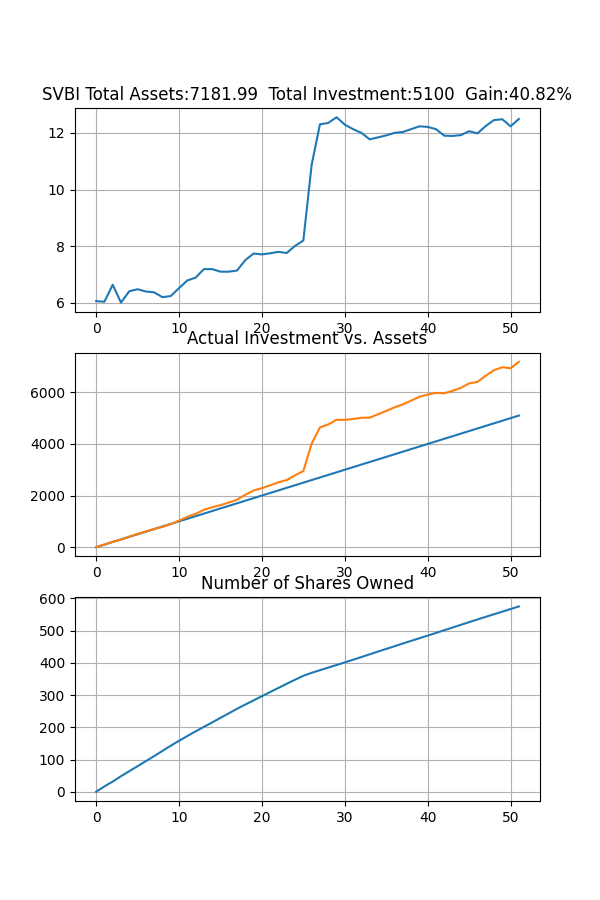 SVBI Total Assets:7181.99  Total Investment:5100  Gain:40.82%
12
10
8
6
0 10 20 30 40 50
Actual Investment vs. Assets
6000
4000
2000
0
0 10 20 30 40 50
Number of Shares Owned
600
500
400
300
200
100
0
0 10 20 30 40 50